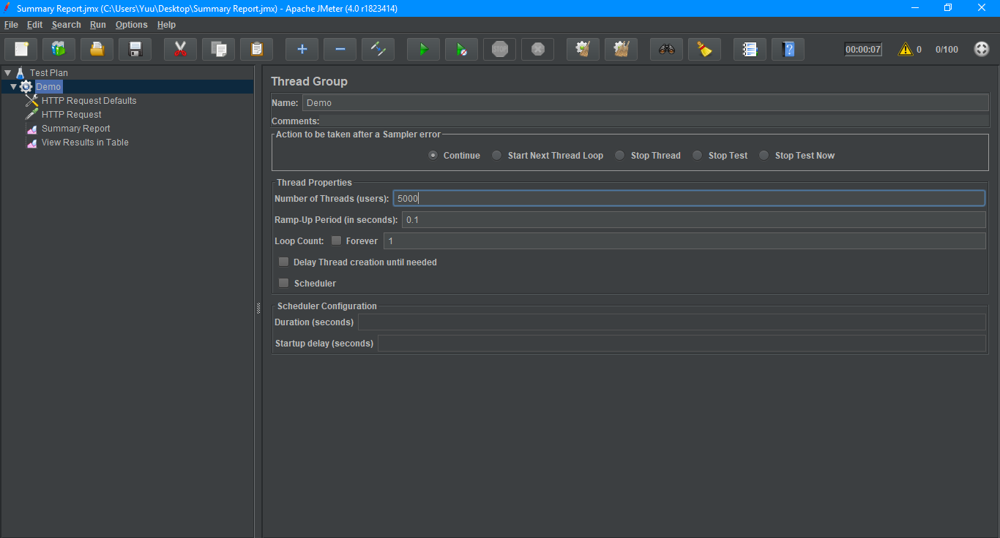 Summary Report.jmx (C:\Users\Yuu\Desktop\Summary Report.jmx) - Apache JMeter (4.0 r1823414)
File Edit Search Run Options Help
STOP 00:00:07 0 0/100
Test Plan
Demo
HTTP Request Defaults
HTTP Request
Summary Report
View Results in Table
Thread Group
Name: Demo
Comments:
Action to be taken after a Sampler error
Continue Start Next Thread Loop Stop Thread Stop Test Stop Test Now
Thread Properties
Number of Threads (users): 5000
Ramp-Up Period (in seconds): 0.1
Loop Count: Forever 1
Delay Thread creation until needed
Scheduler
Scheduler Configuration
Duration (seconds)
Startup delay (seconds)